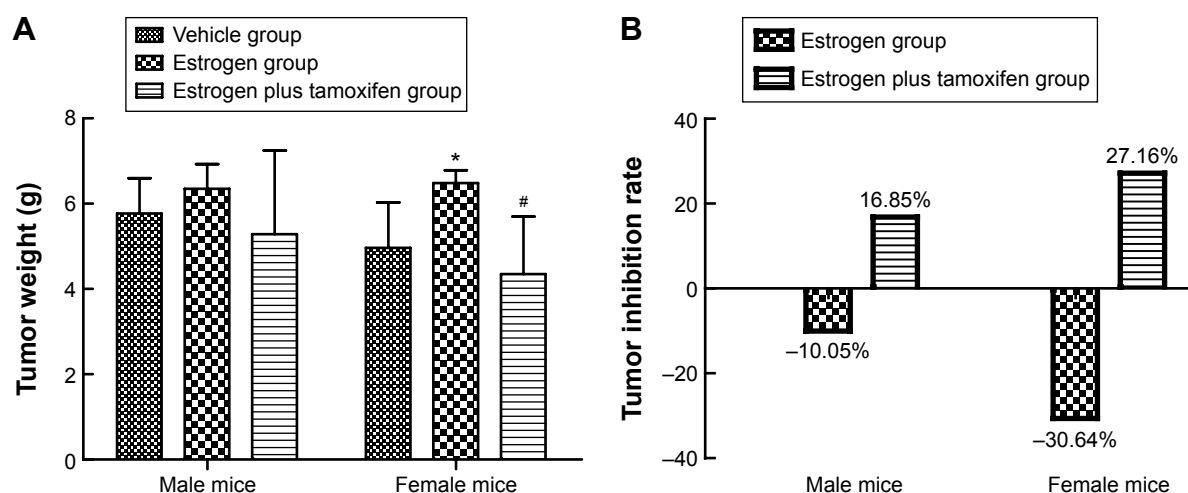 A
Vehicle group
Estrogen group
Estrogen plus tamoxifen group
Tumor weight (g)
8
6
4
2
0
*
#
Male mice
Female mice
B
Estrogen group
Estrogen plus tamoxifen group
Tumor inhibition rate
40
20
0
–20
–40
16.85%
27.16%
–10.05%
–30.64%
Male mice
Female mice